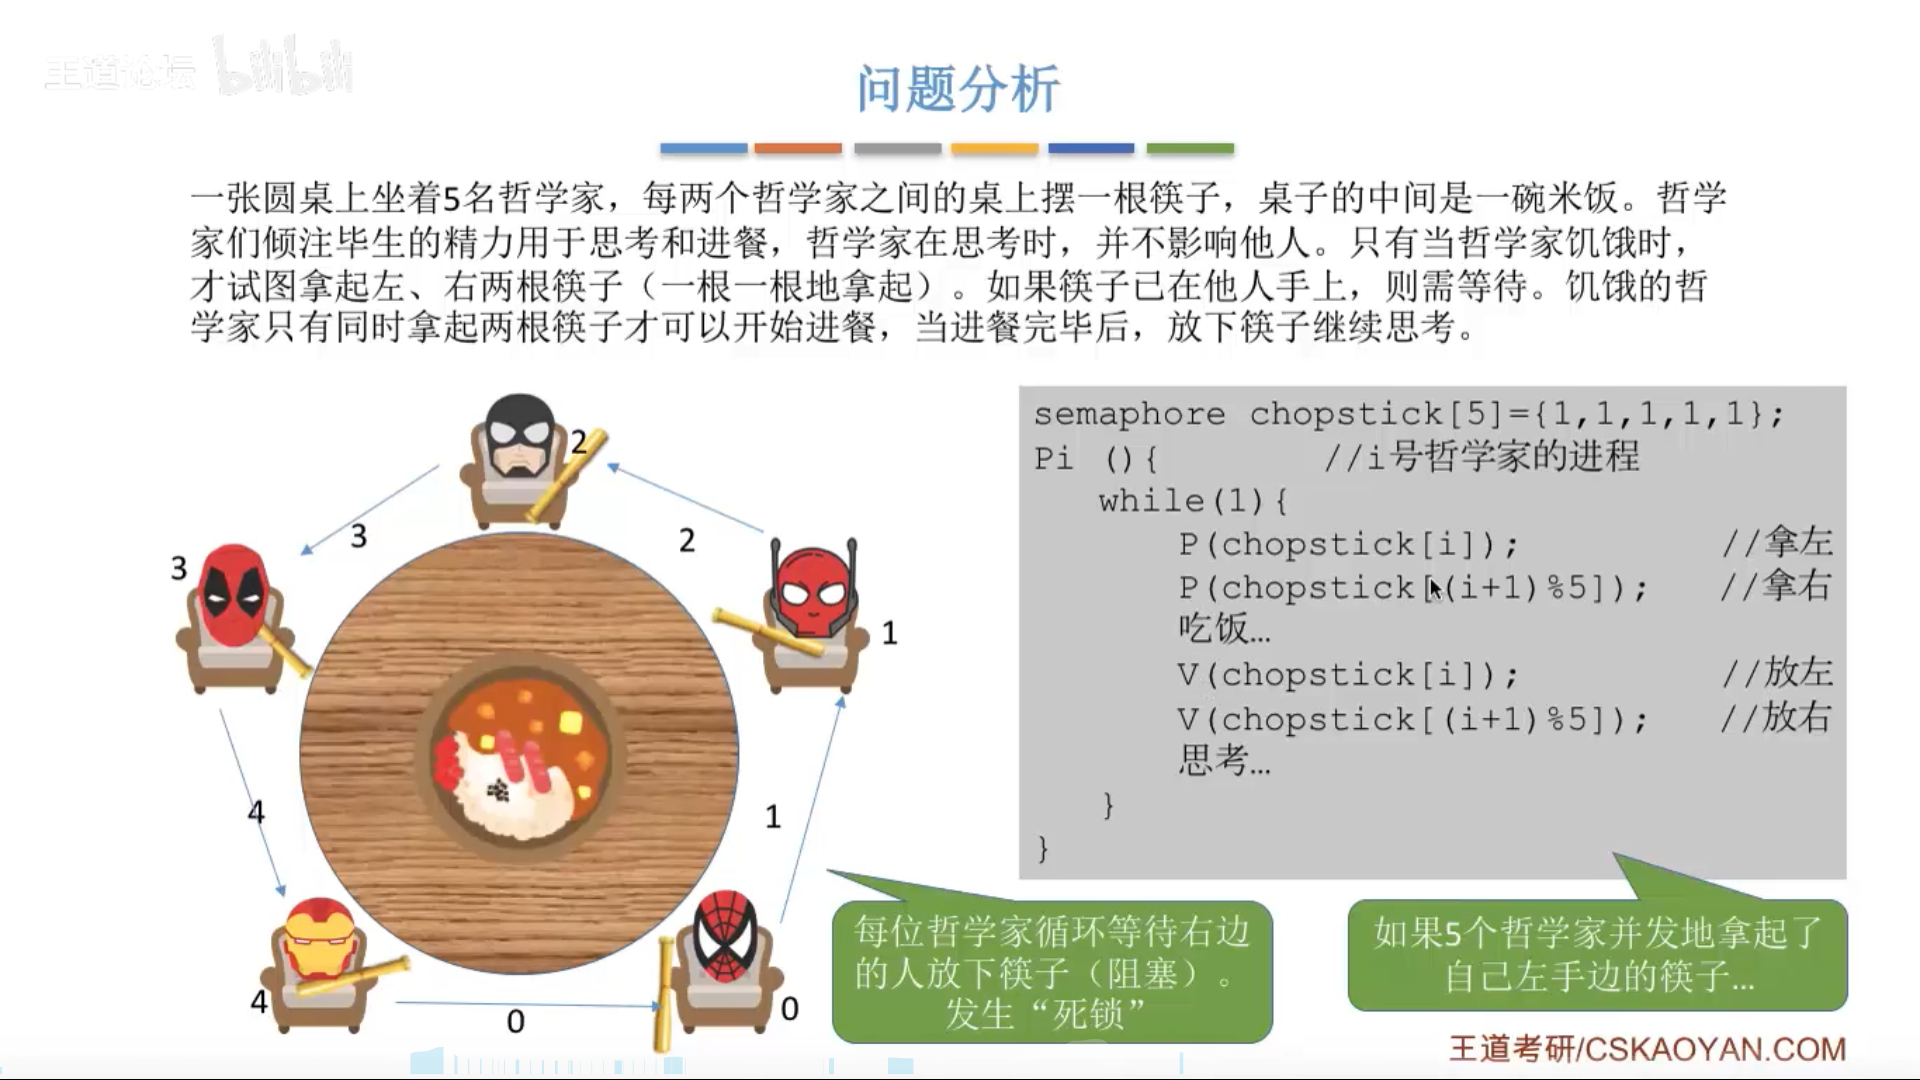 王道论坛 bilibili
问题分析
一张圆桌上坐着5名哲学家，每两个哲学家之间的桌上摆一根筷子，桌子的中间是一碗米饭。哲学
家们倾注毕生的精力用于思考和进餐，哲学家在思考时，并不影响他人。只有当哲学家饥饿时，
才试图拿起左、右两根筷子（一根一根地拿起）。如果筷子已在他人手上，则需等待。饥饿的哲
学家只有同时拿起两根筷子才可以开始进餐，当进餐完毕后，放下筷子继续思考。
2
3
2
3
1
4
1
4
0
0
semaphore chopstick[5]={1,1,1,1,1};
Pi (){ //i号哲学家的进程
while(1){
P(chopstick[i]); //拿左
P(chopstick[(i+1)%5]); //拿右
吃饭…
V(chopstick[i]); //放左
V(chopstick[(i+1)%5]); //放右
思考…
}
}
每位哲学家循环等待右边
的人放下筷子（阻塞）。
发生“死锁”
如果5个哲学家并发地拿起了
自己左手边的筷子…
王道考研/CSKAOYAN.COM